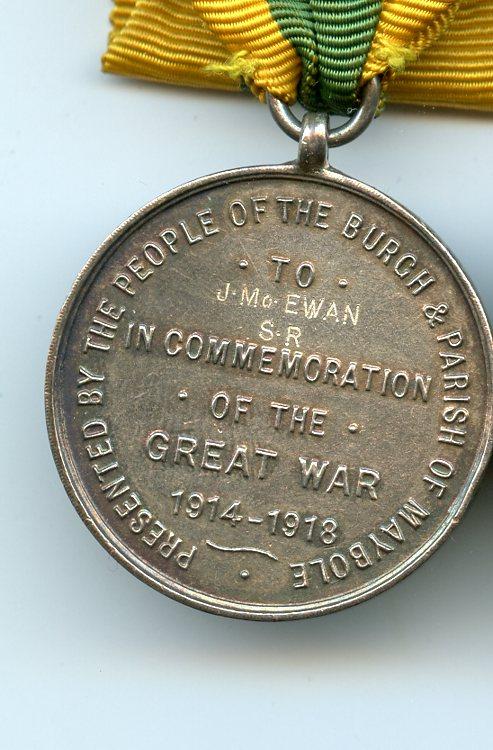 PRESENTED BY THE PEOPLE OF THE BURGH & PARISH OF MAYBOLE
· TO ·
J·Mc·EWAN
S·R
IN COMMEMORATION
· OF THE ·
GREAT WAR
1914-1918